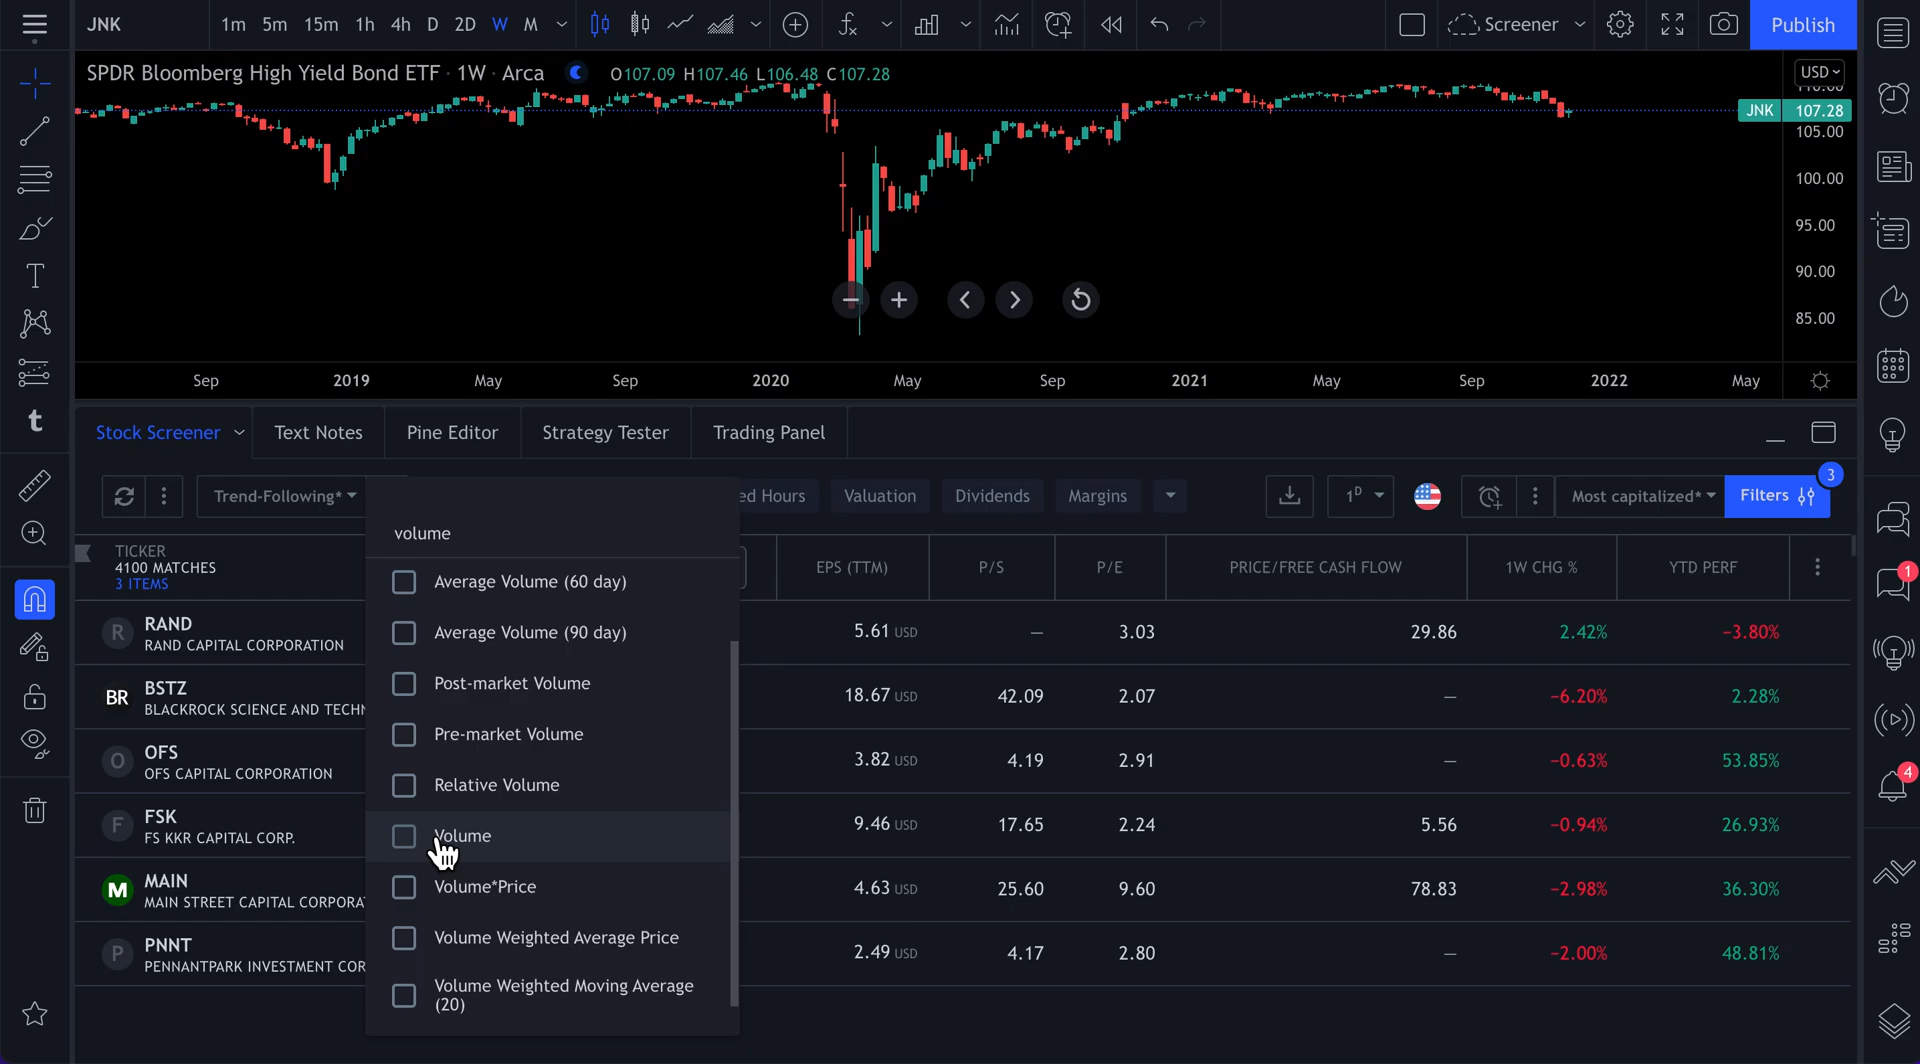 JNK
1m 5m 15m 1h 4h D 2D W M
Screener
Publish
SPDR Bloomberg High Yield Bond ETF · 1W · Arca
O107.09 H107.46 L106.48 C107.28
USD
JNK 107.28
105.00
100.00
95.00
90.00
85.00
Sep 2019 May Sep 2020 May Sep 2021 May Sep 2022 May
t
Stock Screener
Text Notes
Pine Editor
Strategy Tester
Trading Panel
Trend-Following*
ed Hours
Valuation
Dividends
Margins
1D
Most capitalized*
Filters
3
volume
Average Volume (60 day)
Average Volume (90 day)
Post-market Volume
Pre-market Volume
Relative Volume
Volume
Volume*Price
Volume Weighted Average Price
Volume Weighted Moving Average
(20)
TICKER
4100 MATCHES
3 ITEMS
EPS (TTM) P/S P/E PRICE/FREE CASH FLOW 1W CHG % YTD PERF
R RAND
RAND CAPITAL CORPORATION
5.61 USD — 3.03 29.86 2.42% −3.80%
BR BSTZ
BLACKROCK SCIENCE AND TECH
18.67 USD 42.09 2.07 — −6.20% 2.28%
O OFS
OFS CAPITAL CORPORATION
3.82 USD 4.19 2.91 — −0.63% 53.85%
F FSK
FS KKR CAPITAL CORP.
9.46 USD 17.65 2.24 5.56 −0.94% 26.93%
M MAIN
MAIN STREET CAPITAL CORPORA
4.63 USD 25.60 9.60 78.83 −2.98% 36.30%
P PNNT
PENNANTPARK INVESTMENT COR
2.49 USD 4.17 2.80 — −2.00% 48.81%
1
4